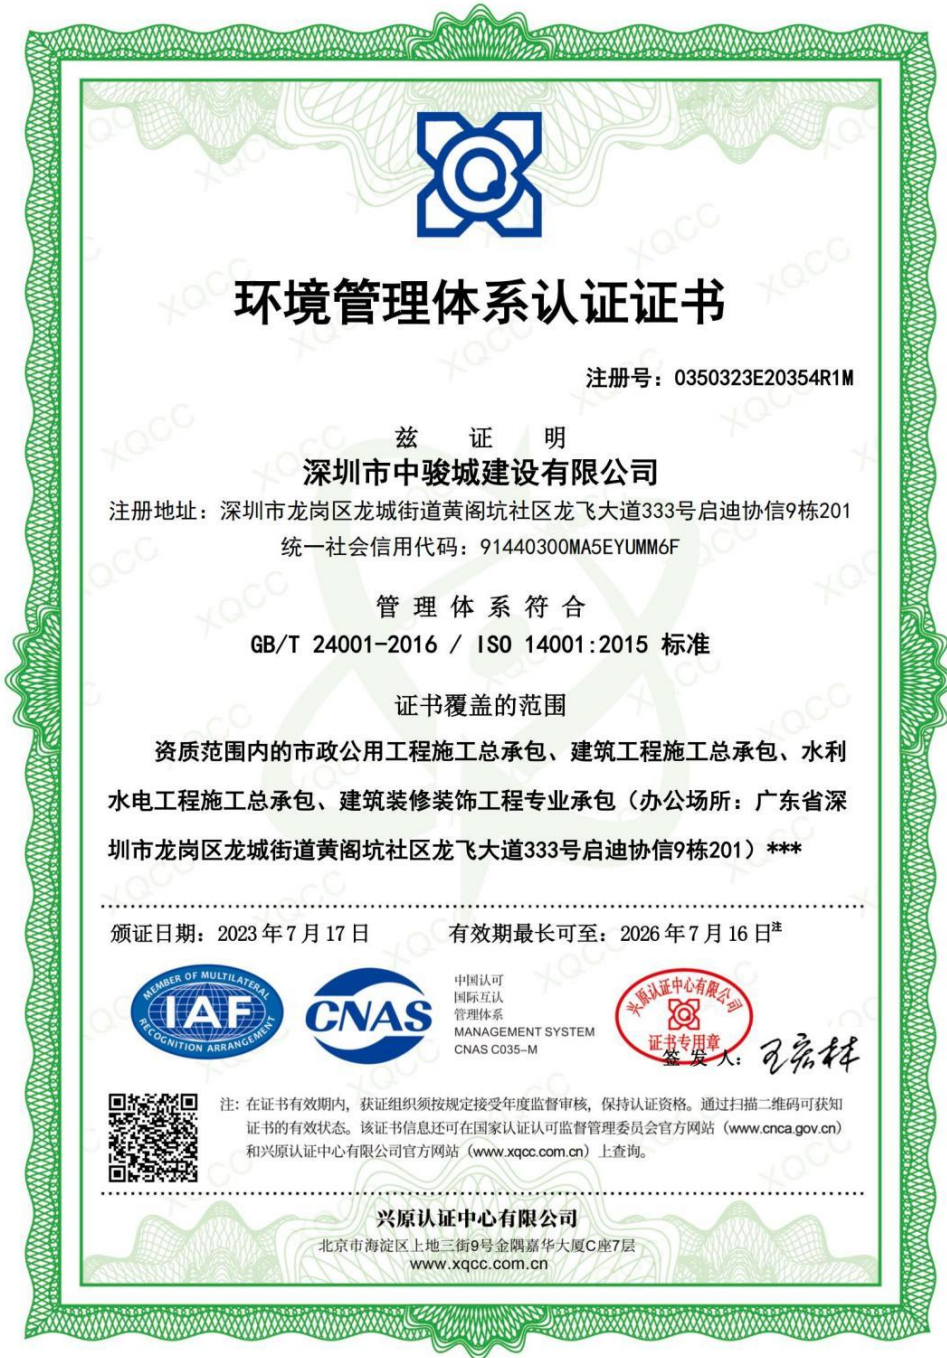 环境管理体系认证证书
注册号：0350323E20354R1M
兹 证 明
深圳市中骏城建设有限公司
注册地址：深圳市龙岗区龙城街道黄阁坑社区龙飞大道333号启迪协信9栋201
统一社会信用代码：91440300MA5EYUMM6F
管理体系符合
GB/T 24001-2016 / ISO 14001:2015 标准
证书覆盖的范围
资质范围内的市政公用工程施工总承包、建筑工程施工总承包、水利
水电工程施工总承包、建筑装修装饰工程专业承包（办公场所：广东省深
圳市龙岗区龙城街道黄阁坑社区龙飞大道333号启迪协信9栋201）***
颁证日期：2023年7月17日 有效期最长可至：2026年7月16日注
MEMBER OF MULTILATERAL
IAF
RECOGNITION ARRANGEMENT
CNAS
中国认可
国际互认
管理体系
MANAGEMENT SYSTEM
CNAS C035-M
兴原认证中心有限公司
证书专用章
签发人：王宏林
注：在证书有效期内，获证组织须按规定接受年度监督审核，保持认证资格。通过扫描二维码可获知
证书的有效状态。该证书信息还可在国家认证认可监督管理委员会官方网站（www.cnca.gov.cn）
和兴原认证中心有限公司官方网站（www.xqcc.com.cn）上查询。
兴原认证中心有限公司
北京市海淀区上地三街9号金隅嘉华大厦C座7层
www.xqcc.com.cn
XQCC